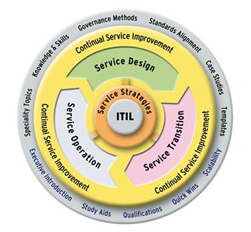 Governance Methods
Standards Alignment
Case Studies
Templates
Scalability
Quick Wins
Qualifications
Study Aids
Executive Introduction
Speciality Topics
Knowledge & Skills
Continual Service Improvement
Continual Service Improvement
Continual Service Improvement
Service Design
Service Transition
Service Operation
Service Strategies
ITIL